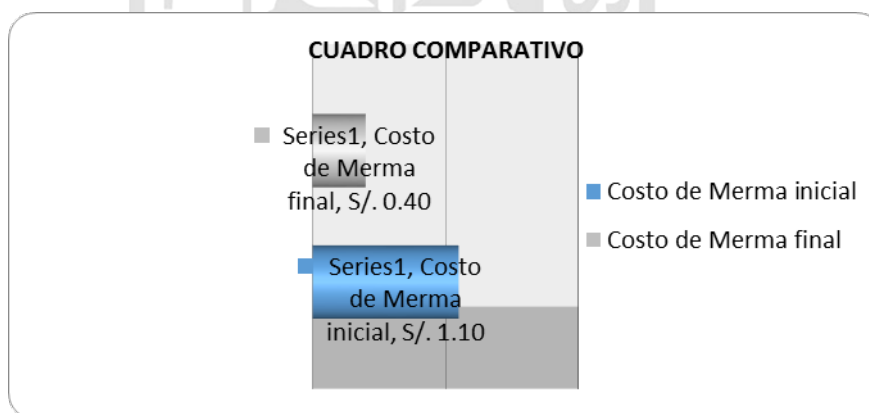 CUADRO COMPARATIVO
Series1, Costo
de Merma
final, S/. 0.40
Series1, Costo
de Merma
inicial, S/. 1.10
Costo de Merma inicial
Costo de Merma final